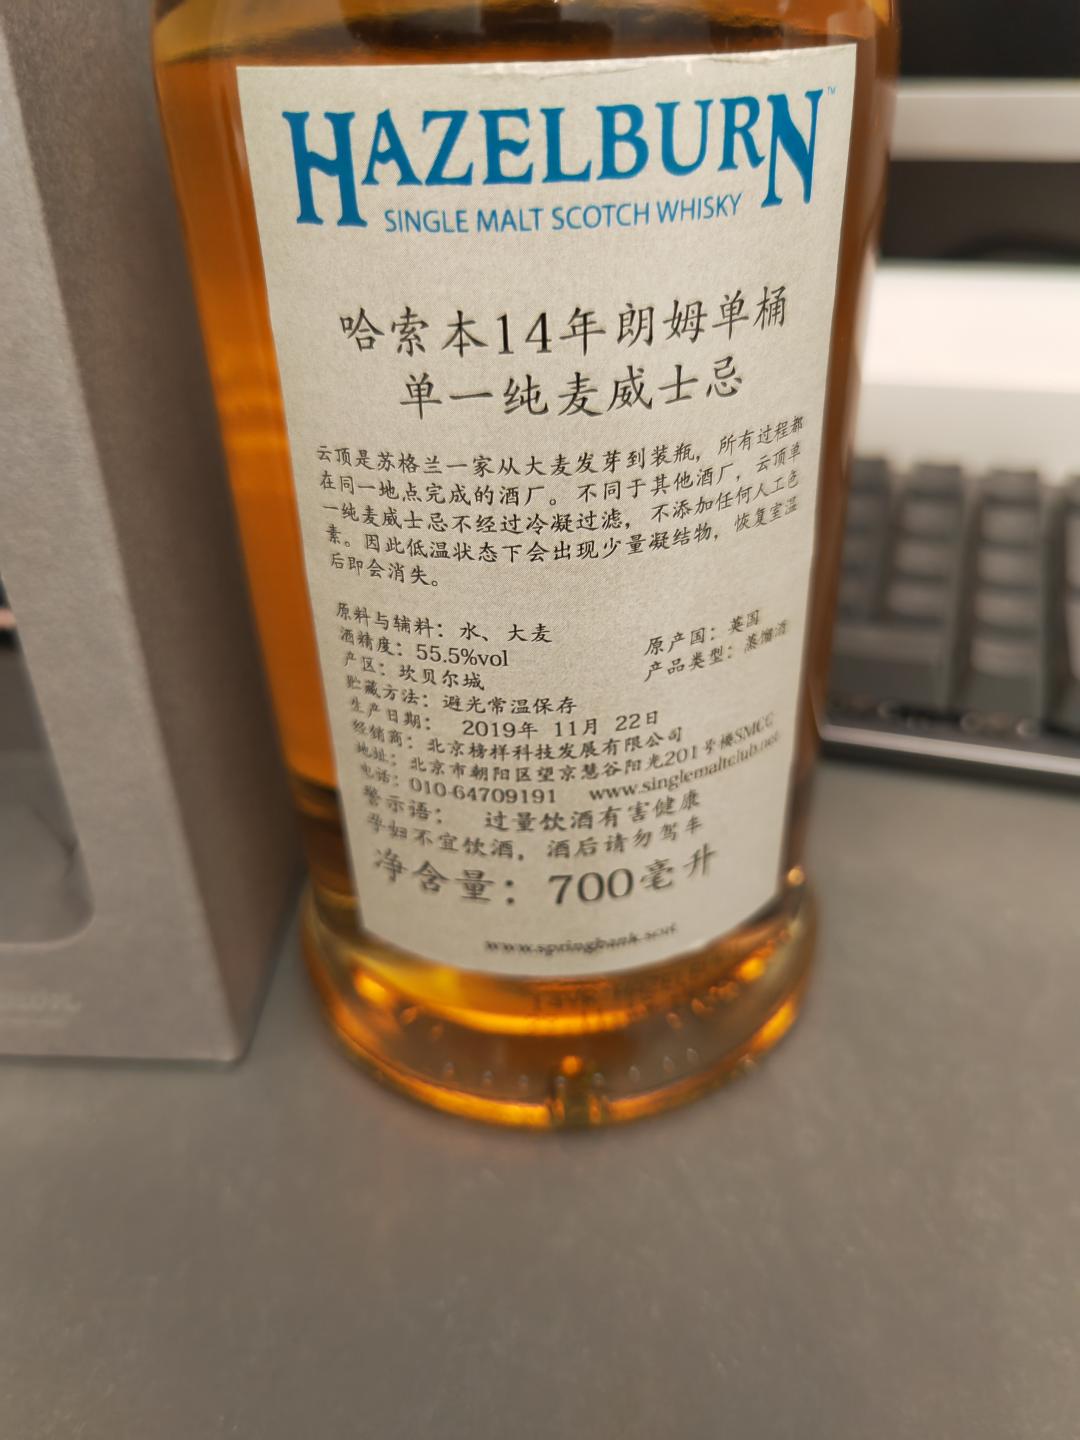 HAZELBURN™
SINGLE MALT SCOTCH WHISKY
哈索本14年朗姆单桶
单一纯麦威士忌
云顶是苏格兰一家从大麦发芽到装瓶，所有过程都
在同一地点完成的酒厂。不同于其他酒厂，云顶单
一纯麦威士忌不经过冷凝过滤，不添加任何人工色
素。因此低温状态下会出现少量凝结物，恢复室温
后即会消失。
原料与辅料：水、大麦 原产国：英国
酒精度：55.5%vol 产品类型：蒸馏酒
产区：坎贝尔城
贮藏方法：避光常温保存
生产日期：2019年 11月 22日
经销商：北京榜样科技发展有限公司
地址：北京市朝阳区望京慧谷阳光201号楼SMCC
电话：010-64709191 www.singlemaltclub.net
警示语：过量饮酒有害健康
孕妇不宜饮酒，酒后请勿驾车
净含量：700毫升
www.springbank.scot